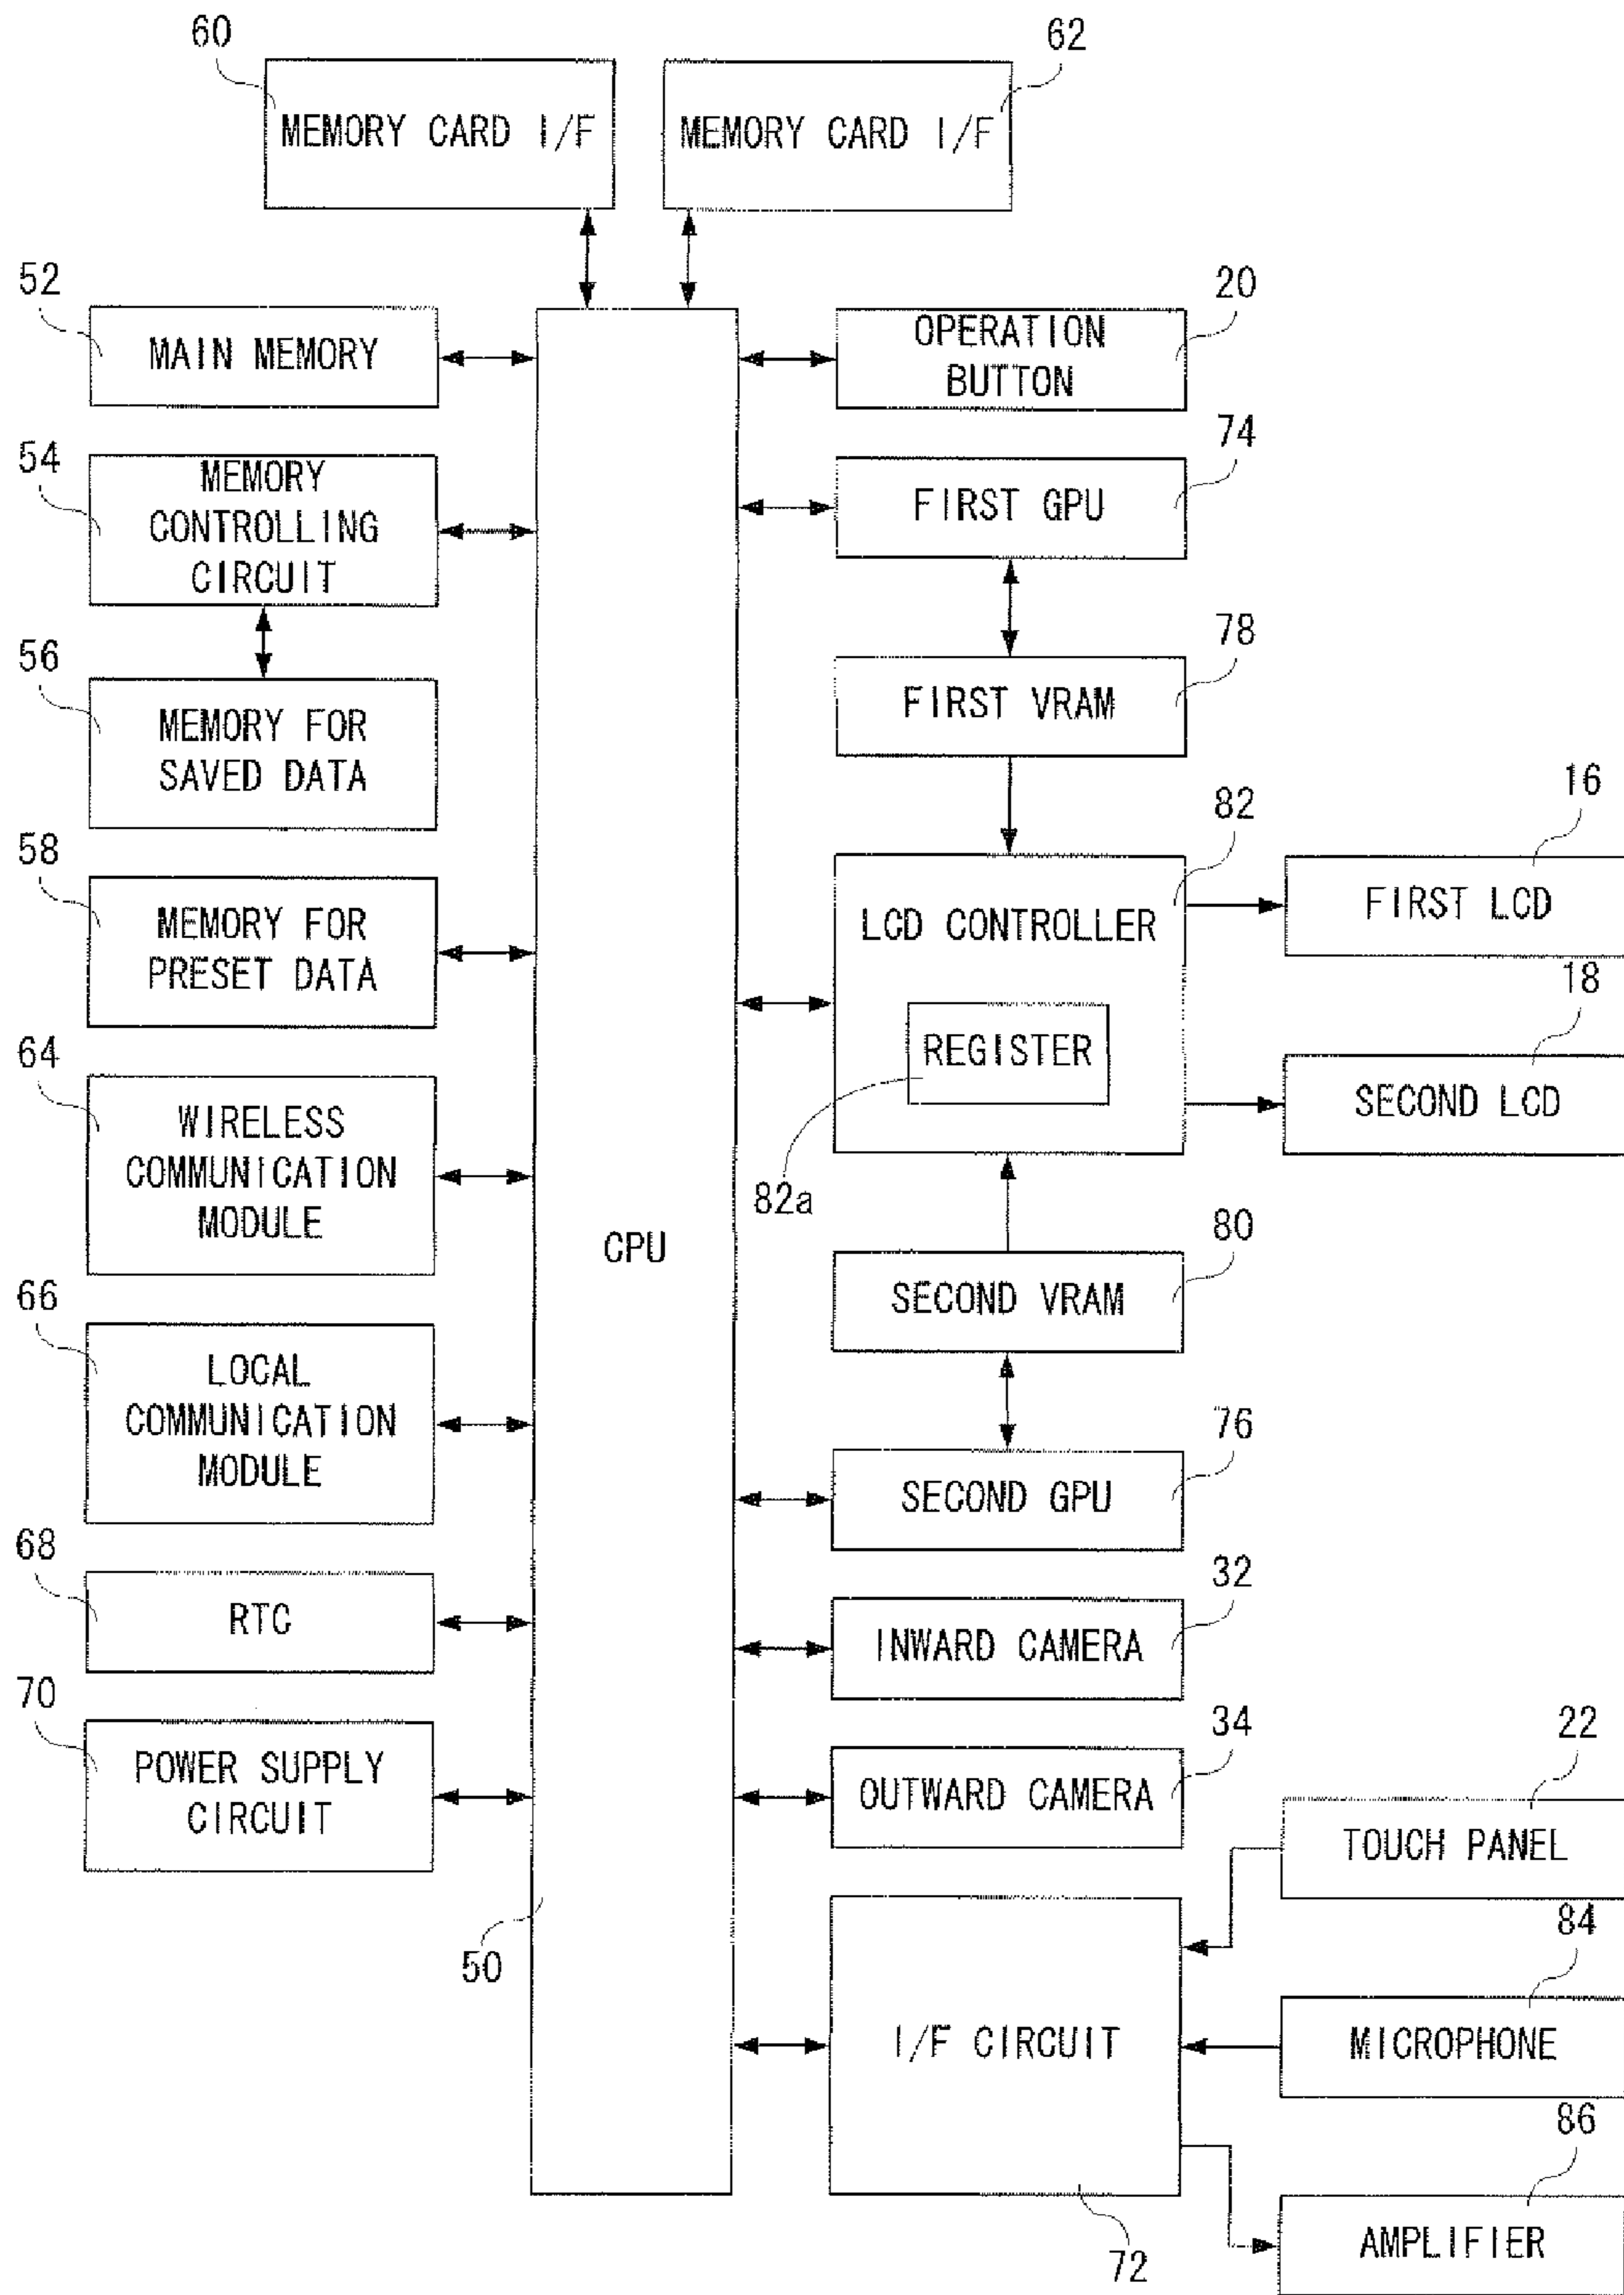 60
62
MEMORY CARD I/F
MEMORY CARD I/F
52
MAIN MEMORY
54
MEMORY
CONTROLLING
CIRCUIT
56
MEMORY FOR
SAVED DATA
58
MEMORY FOR
PRESET DATA
64
WIRELESS
COMMUNICATION
MODULE
66
LOCAL
COMMUNICATION
MODULE
68
RTC
70
POWER SUPPLY
CIRCUIT
CPU
50
20
OPERATION
BUTTON
74
FIRST GPU
78
FIRST VRAM
82
LCD CONTROLLER
REGISTER
82a
16
FIRST LCD
18
SECOND LCD
80
SECOND VRAM
76
SECOND GPU
32
INWARD CAMERA
34
OUTWARD CAMERA
22
TOUCH PANEL
I/F CIRCUIT
72
84
MICROPHONE
86
AMPLIFIER